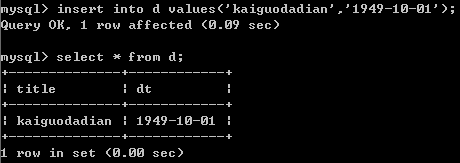 mysql> insert into d values('kaiguodadian','1949-10-01');
Query OK, 1 row affected (0.09 sec)
mysql> select * from d;
+--------------+------------+
| title        | dt         |
+--------------+------------+
| kaiguodadian | 1949-10-01 |
+--------------+------------+
1 row in set (0.00 sec)